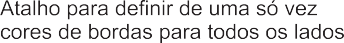 Atalho para definir de uma só vez
cores de bordas para todos os lados